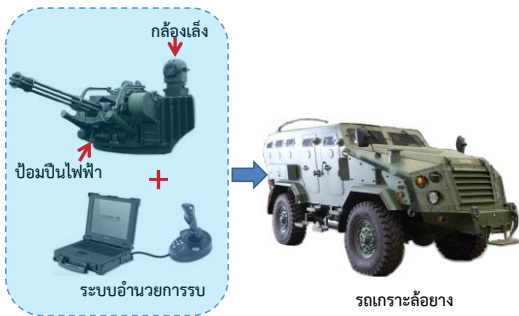 กล้องเล็ง
ป้อมปืนไฟฟ้า
+
ระบบอำนวยการรบ
รถเกราะล้อยาง